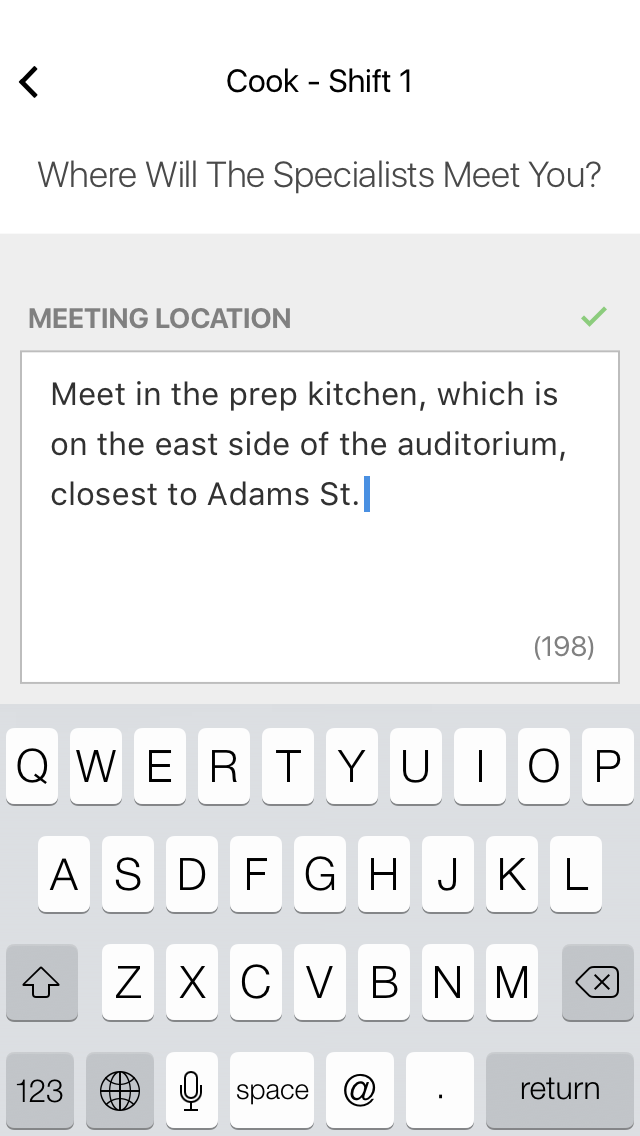 Cook - Shift 1
Where Will The Specialists Meet You?
MEETING LOCATION
Meet in the prep kitchen, which is
on the east side of the auditorium,
closest to Adams St.
(198)
Q W E R T Y U I O P
A S D F G H J K L
Z X C V B N M
123 space @ . return